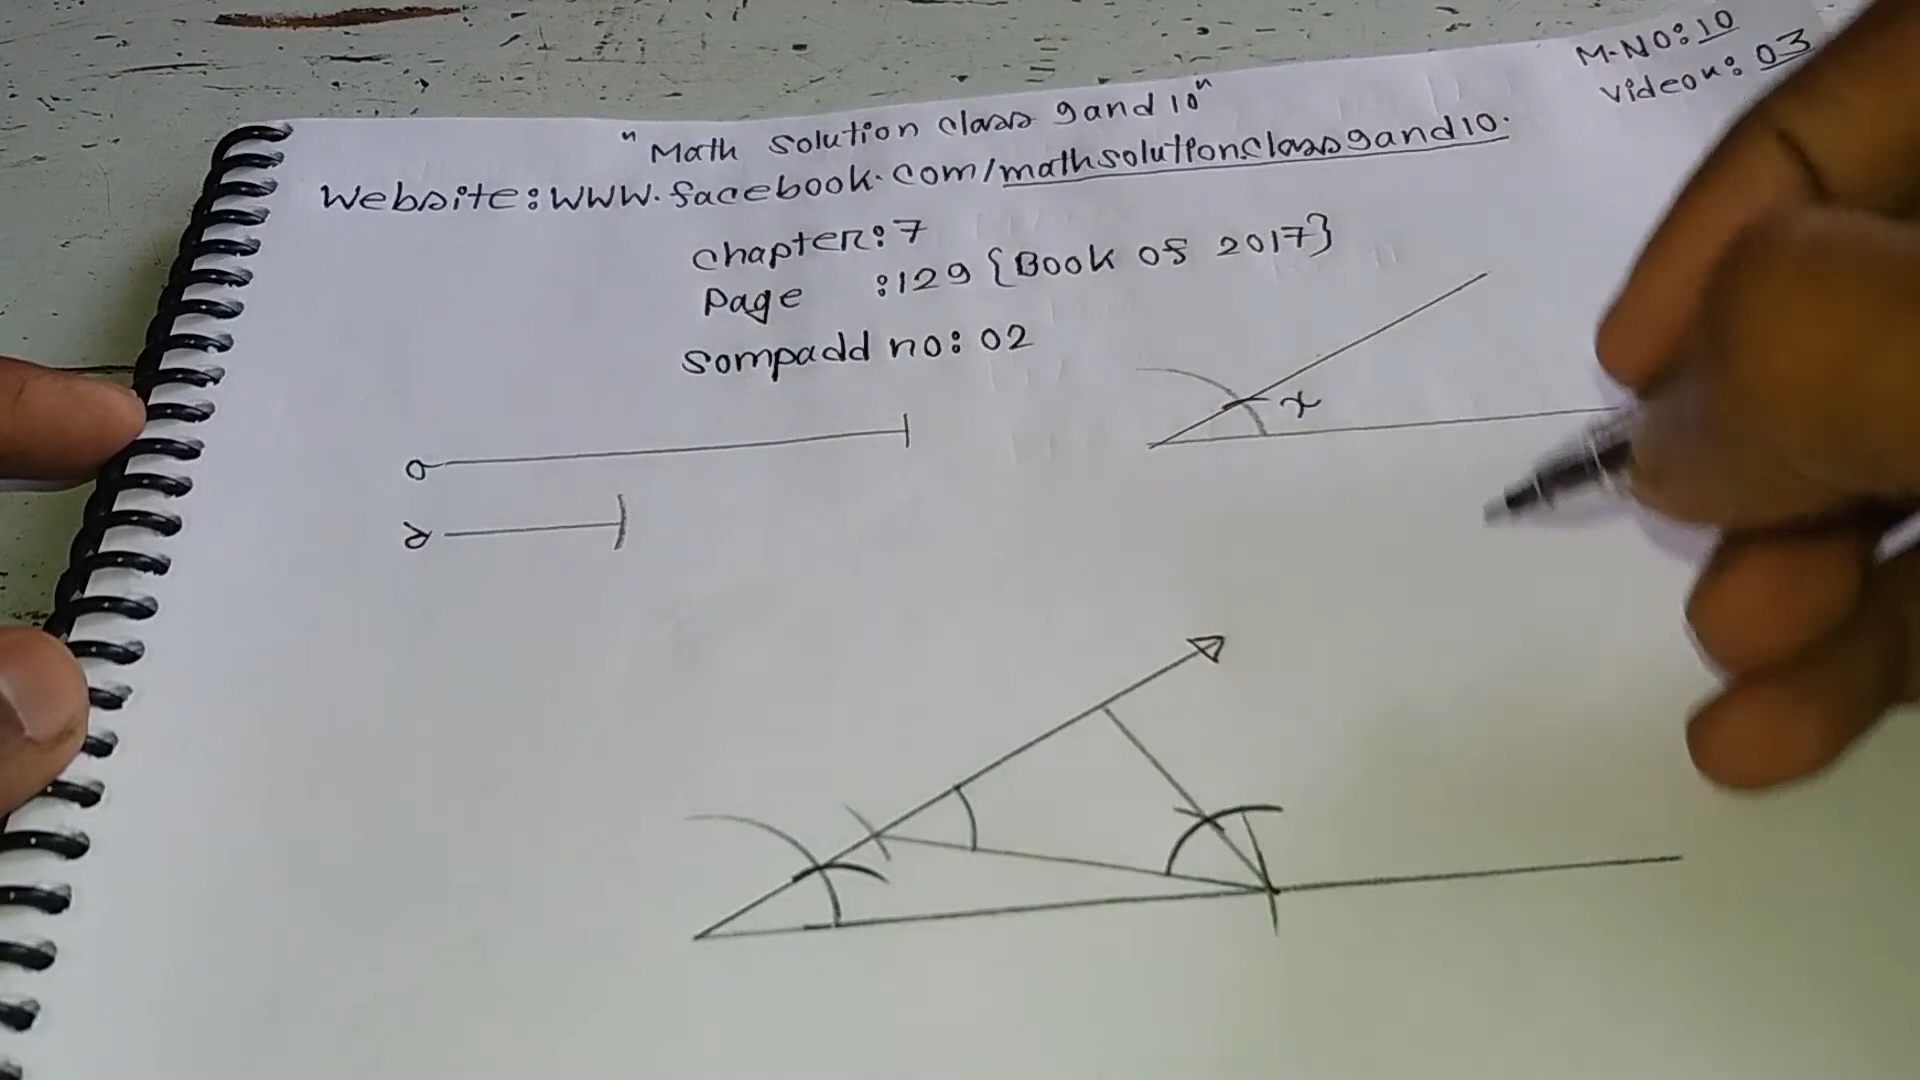 M.NO:10
Video n: 03
"Math solution class 9 and 10"
Website:WWW.facebook.com/mathsolutionclass9and10.
chapter:7
Page :129 {Book of 2017}
Sompadd no: 02
x
a
d